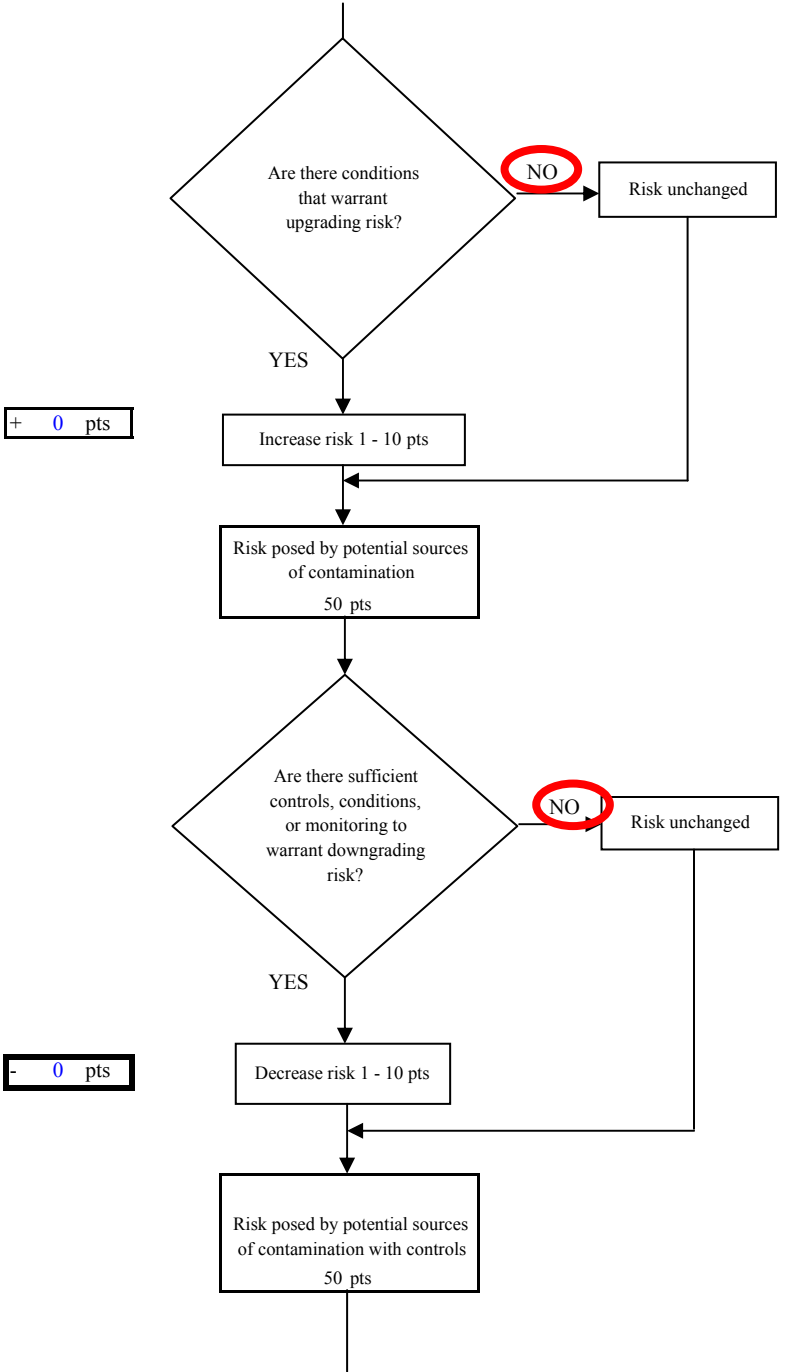 Are there conditions
that warrant
upgrading risk?
NO
Risk unchanged
YES
+ 0 pts
Increase risk 1 - 10 pts
Risk posed by potential sources
of contamination
50 pts
Are there sufficient
controls, conditions,
or monitoring to
warrant downgrading
risk?
NO
Risk unchanged
YES
- 0 pts
Decrease risk 1 - 10 pts
Risk posed by potential sources
of contamination with controls
50 pts